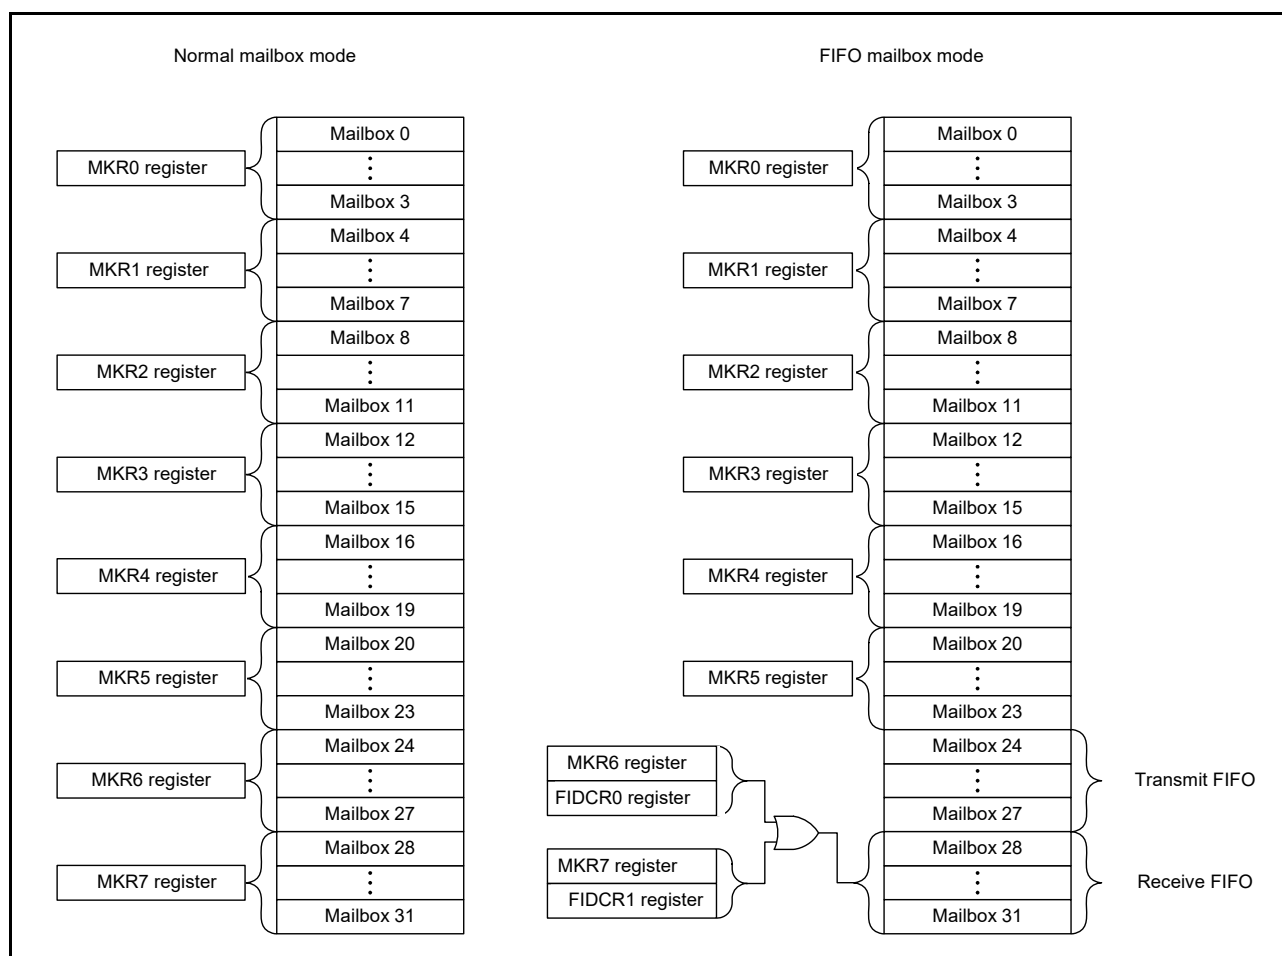 Normal mailbox mode
MKR0 register
Mailbox 0
Mailbox 3
MKR1 register
Mailbox 4
Mailbox 7
MKR2 register
Mailbox 8
Mailbox 11
MKR3 register
Mailbox 12
Mailbox 15
MKR4 register
Mailbox 16
Mailbox 19
MKR5 register
Mailbox 20
Mailbox 23
MKR6 register
Mailbox 24
Mailbox 27
MKR7 register
Mailbox 28
Mailbox 31
FIFO mailbox mode
MKR0 register
Mailbox 0
Mailbox 3
MKR1 register
Mailbox 4
Mailbox 7
MKR2 register
Mailbox 8
Mailbox 11
MKR3 register
Mailbox 12
Mailbox 15
MKR4 register
Mailbox 16
Mailbox 19
MKR5 register
Mailbox 20
Mailbox 23
MKR6 register
FIDCR0 register
Mailbox 24
Mailbox 27
Transmit FIFO
MKR7 register
FIDCR1 register
Mailbox 28
Mailbox 31
Receive FIFO